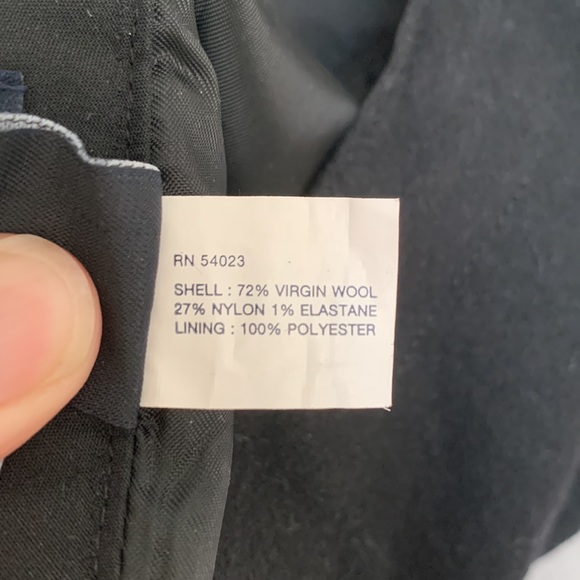 RN 54023
SHELL : 72% VIRGIN WOOL
27% NYLON 1% ELASTANE
LINING : 100% POLYESTER